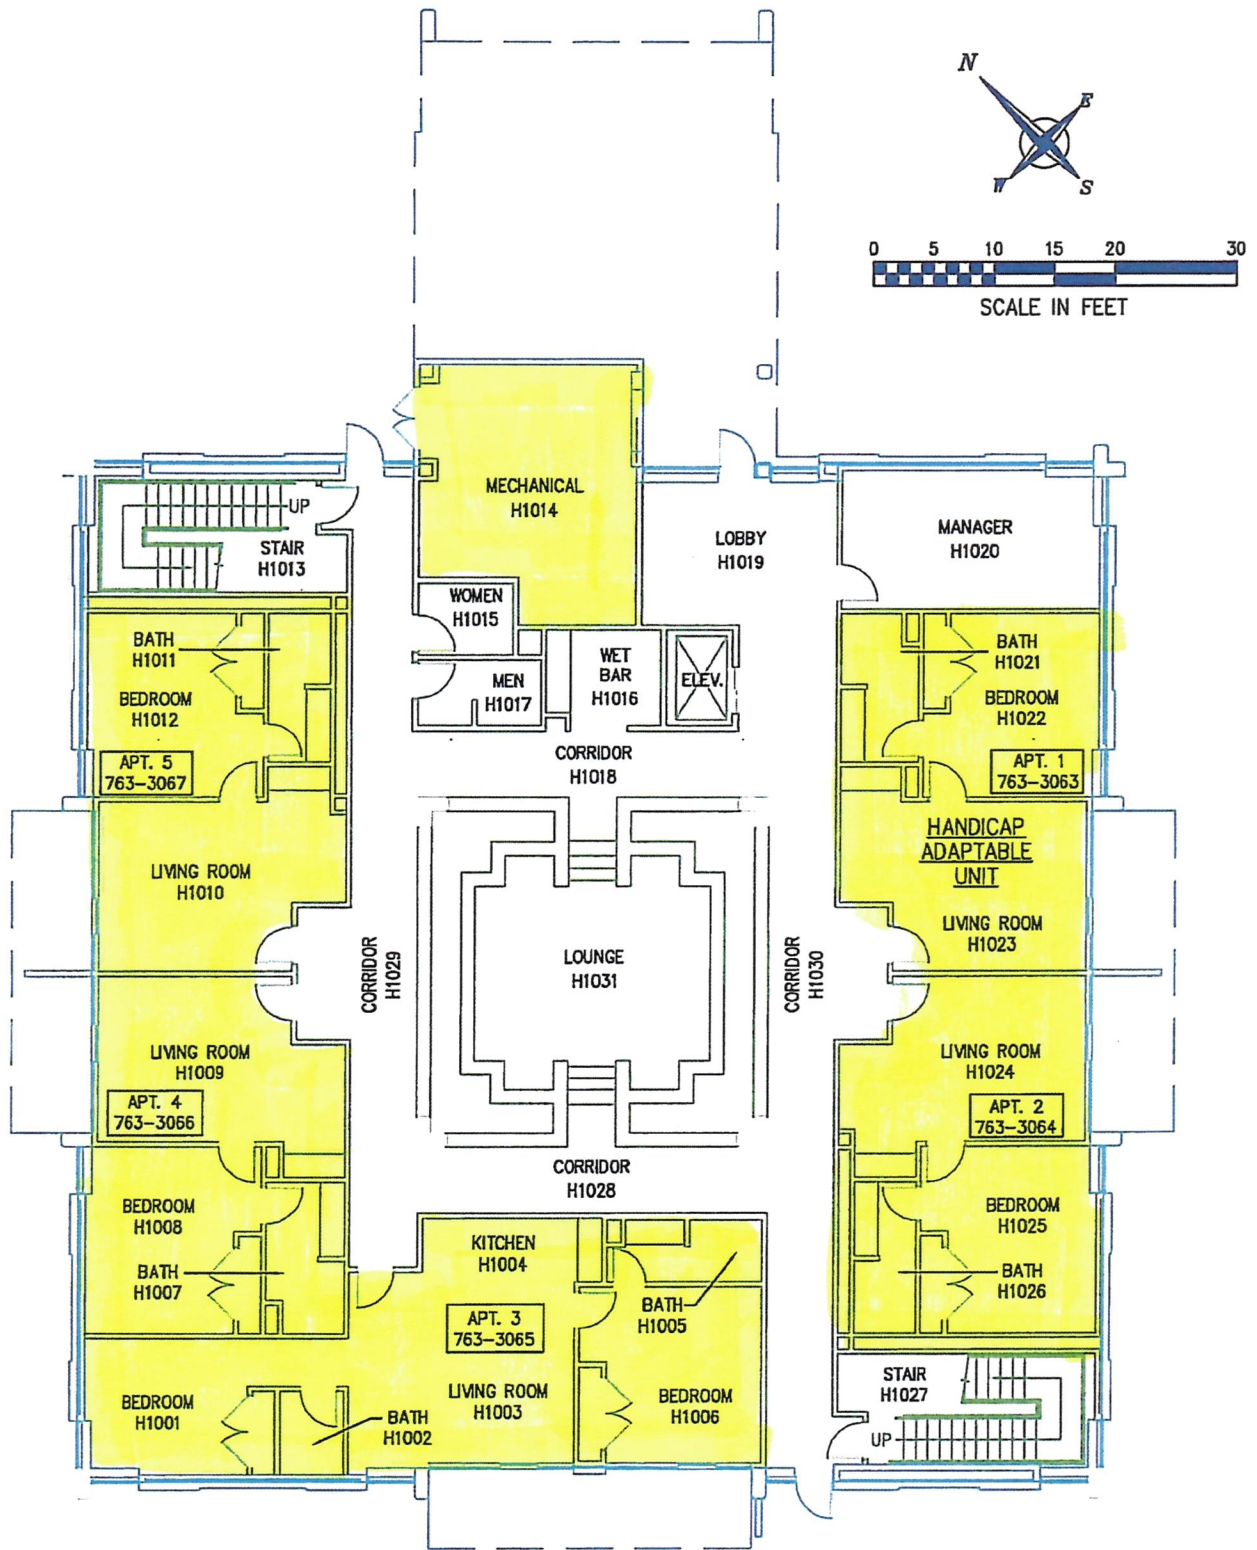 N
E
W
S
0 5 10 15 20 30
SCALE IN FEET
MECHANICAL
H1014
UP
STAIR
H1013
LOBBY
H1019
MANAGER
H1020
WOMEN
H1015
MEN
H1017
WET
BAR
H1016
ELEV.
BATH
H1011
BEDROOM
H1012
APT. 5
763-3067
CORRIDOR
H1018
BATH
H1021
BEDROOM
H1022
APT. 1
763-3063
HANDICAP
ADAPTABLE
UNIT
LIVING ROOM
H1010
LIVING ROOM
H1023
CORRIDOR
H1029
LOUNGE
H1031
CORRIDOR
H1030
LIVING ROOM
H1009
APT. 4
763-3066
LIVING ROOM
H1024
APT. 2
763-3064
CORRIDOR
H1028
BEDROOM
H1008
BATH
H1007
KITCHEN
H1004
APT. 3
763-3065
BATH
H1005
BEDROOM
H1025
BATH
H1026
BEDROOM
H1001
BATH
H1002
LIVING ROOM
H1003
BEDROOM
H1006
STAIR
H1027
UP